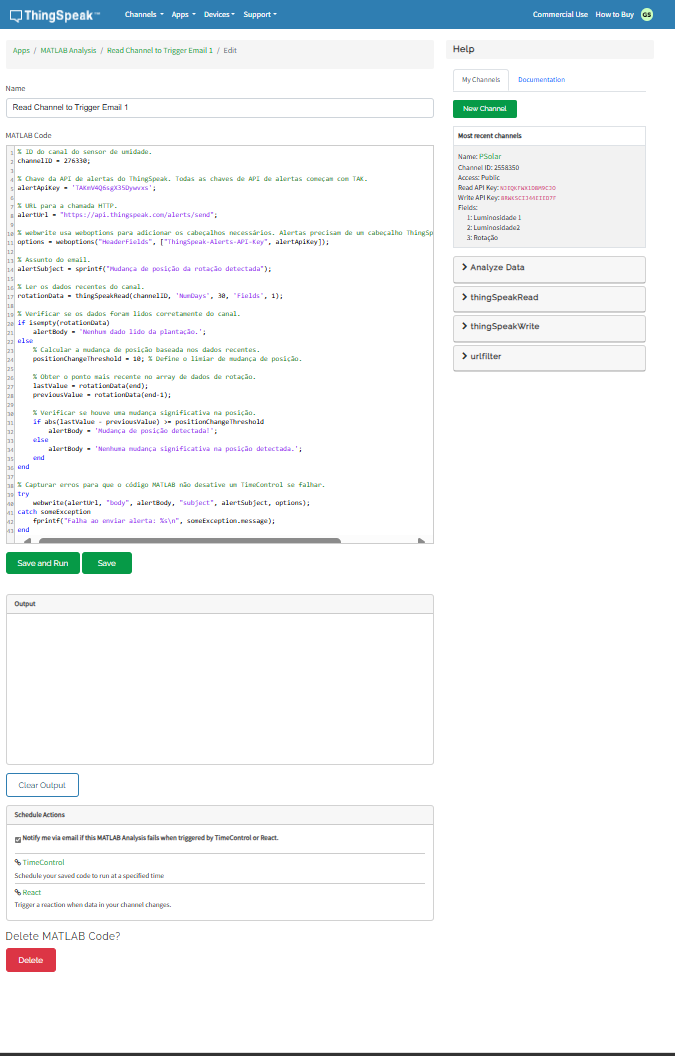 ThingSpeak™
Channels Apps Devices Support Commercial Use How to Buy GS
Apps / MATLAB Analysis / Read Channel to Trigger Email 1 / Edit
Name
Read Channel to Trigger Email 1
MATLAB Code
1 % ID do canal do sensor de umidade.
2 channelID = 276330;
3
4 % Chave da API de alertas do ThingSpeak. Todas as chaves de API de alertas começam com TAK.
5 alertApiKey = 'TAKmV4Q6sgX35Dywvxs';
6
7 % URL para a chamada HTTP.
8 alertUrl = "https://api.thingspeak.com/alerts/send";
9
10 % webwrite usa weboptions para adicionar os cabeçalhos necessários. Alertas precisam de um cabeçalho ThingSp
11 options = weboptions("HeaderFields", ["ThingSpeak-Alerts-API-Key", alertApiKey]);
12
13 % Assunto do email.
14 alertSubject = sprintf("Mudança de posição da rotação detectada");
15
16 % Ler os dados recentes do canal.
17 rotationData = thingSpeakRead(channelID, 'NumDays', 30, 'Fields', 1);
18
19 % Verificar se os dados foram lidos corretamente do canal.
20 if isempty(rotationData)
21 alertBody = 'Nenhum dado lido da plantação.';
22 else
23 % Calcular a mudança de posição baseada nos dados recentes.
24 positionChangeThreshold = 10; % Define o limiar de mudança de posição.
25
26 % Obter o ponto mais recente no array de dados de rotação.
27 lastValue = rotationData(end);
28 previousValue = rotationData(end-1);
29
30 % Verificar se houve uma mudança significativa na posição.
31 if abs(lastValue - previousValue) >= positionChangeThreshold
32 alertBody = 'Mudança de posição detectada!';
33 else
34 alertBody = 'Nenhuma mudança significativa na posição detectada.';
35 end
36 end
37
38 % Capturar erros para que o código MATLAB não desative um TimeControl se falhar.
39 try
40 webwrite(alertUrl, "body", alertBody, "subject", alertSubject, options);
41 catch someException
42 fprintf("Falha ao enviar alerta: %s\n", someException.message);
43 end
Save and Run Save
Output
Clear Output
Schedule Actions
Notify me via email if this MATLAB Analysis fails when triggered by TimeControl or React.
TimeControl
Schedule your saved code to run at a specified time
React
Trigger a reaction when data in your channel changes.
Delete MATLAB Code?
Delete
Help
My Channels Documentation
New Channel
Most recent channels
Name: PSolar
Channel ID: 2558350
Access: Public
Read API Key:
Write API Key:
Fields:
1: Luminosidade 1
2: Luminosidade2
3: Rotação
Analyze Data
thingSpeakRead
thingSpeakWrite
urlfilter